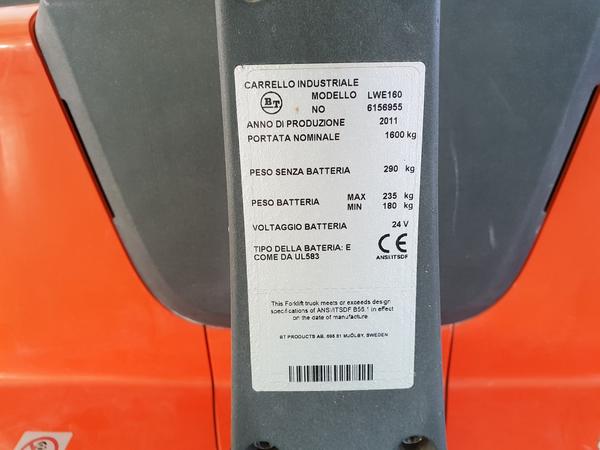 CARRELLO INDUSTRIALE
BT MODELLO LWE160
NO 6156955
ANNO DI PRODUZIONE 2011
PORTATA NOMINALE 1600 kg
PESO SENZA BATTERIA 290 kg
PESO BATTERIA MAX 235 kg
MIN 180 kg
VOLTAGGIO BATTERIA 24 V
TIPO DELLA BATERIA: E
COME DA UL583
CE
ANSI/ITSDF
This Forklift truck meets or exceeds design
specifications of ANSI/ITSDF B56.1 in effect
on the date of manufacture
BT PRODUCTS AB, 595 81 MJÖLBY, SWEDEN